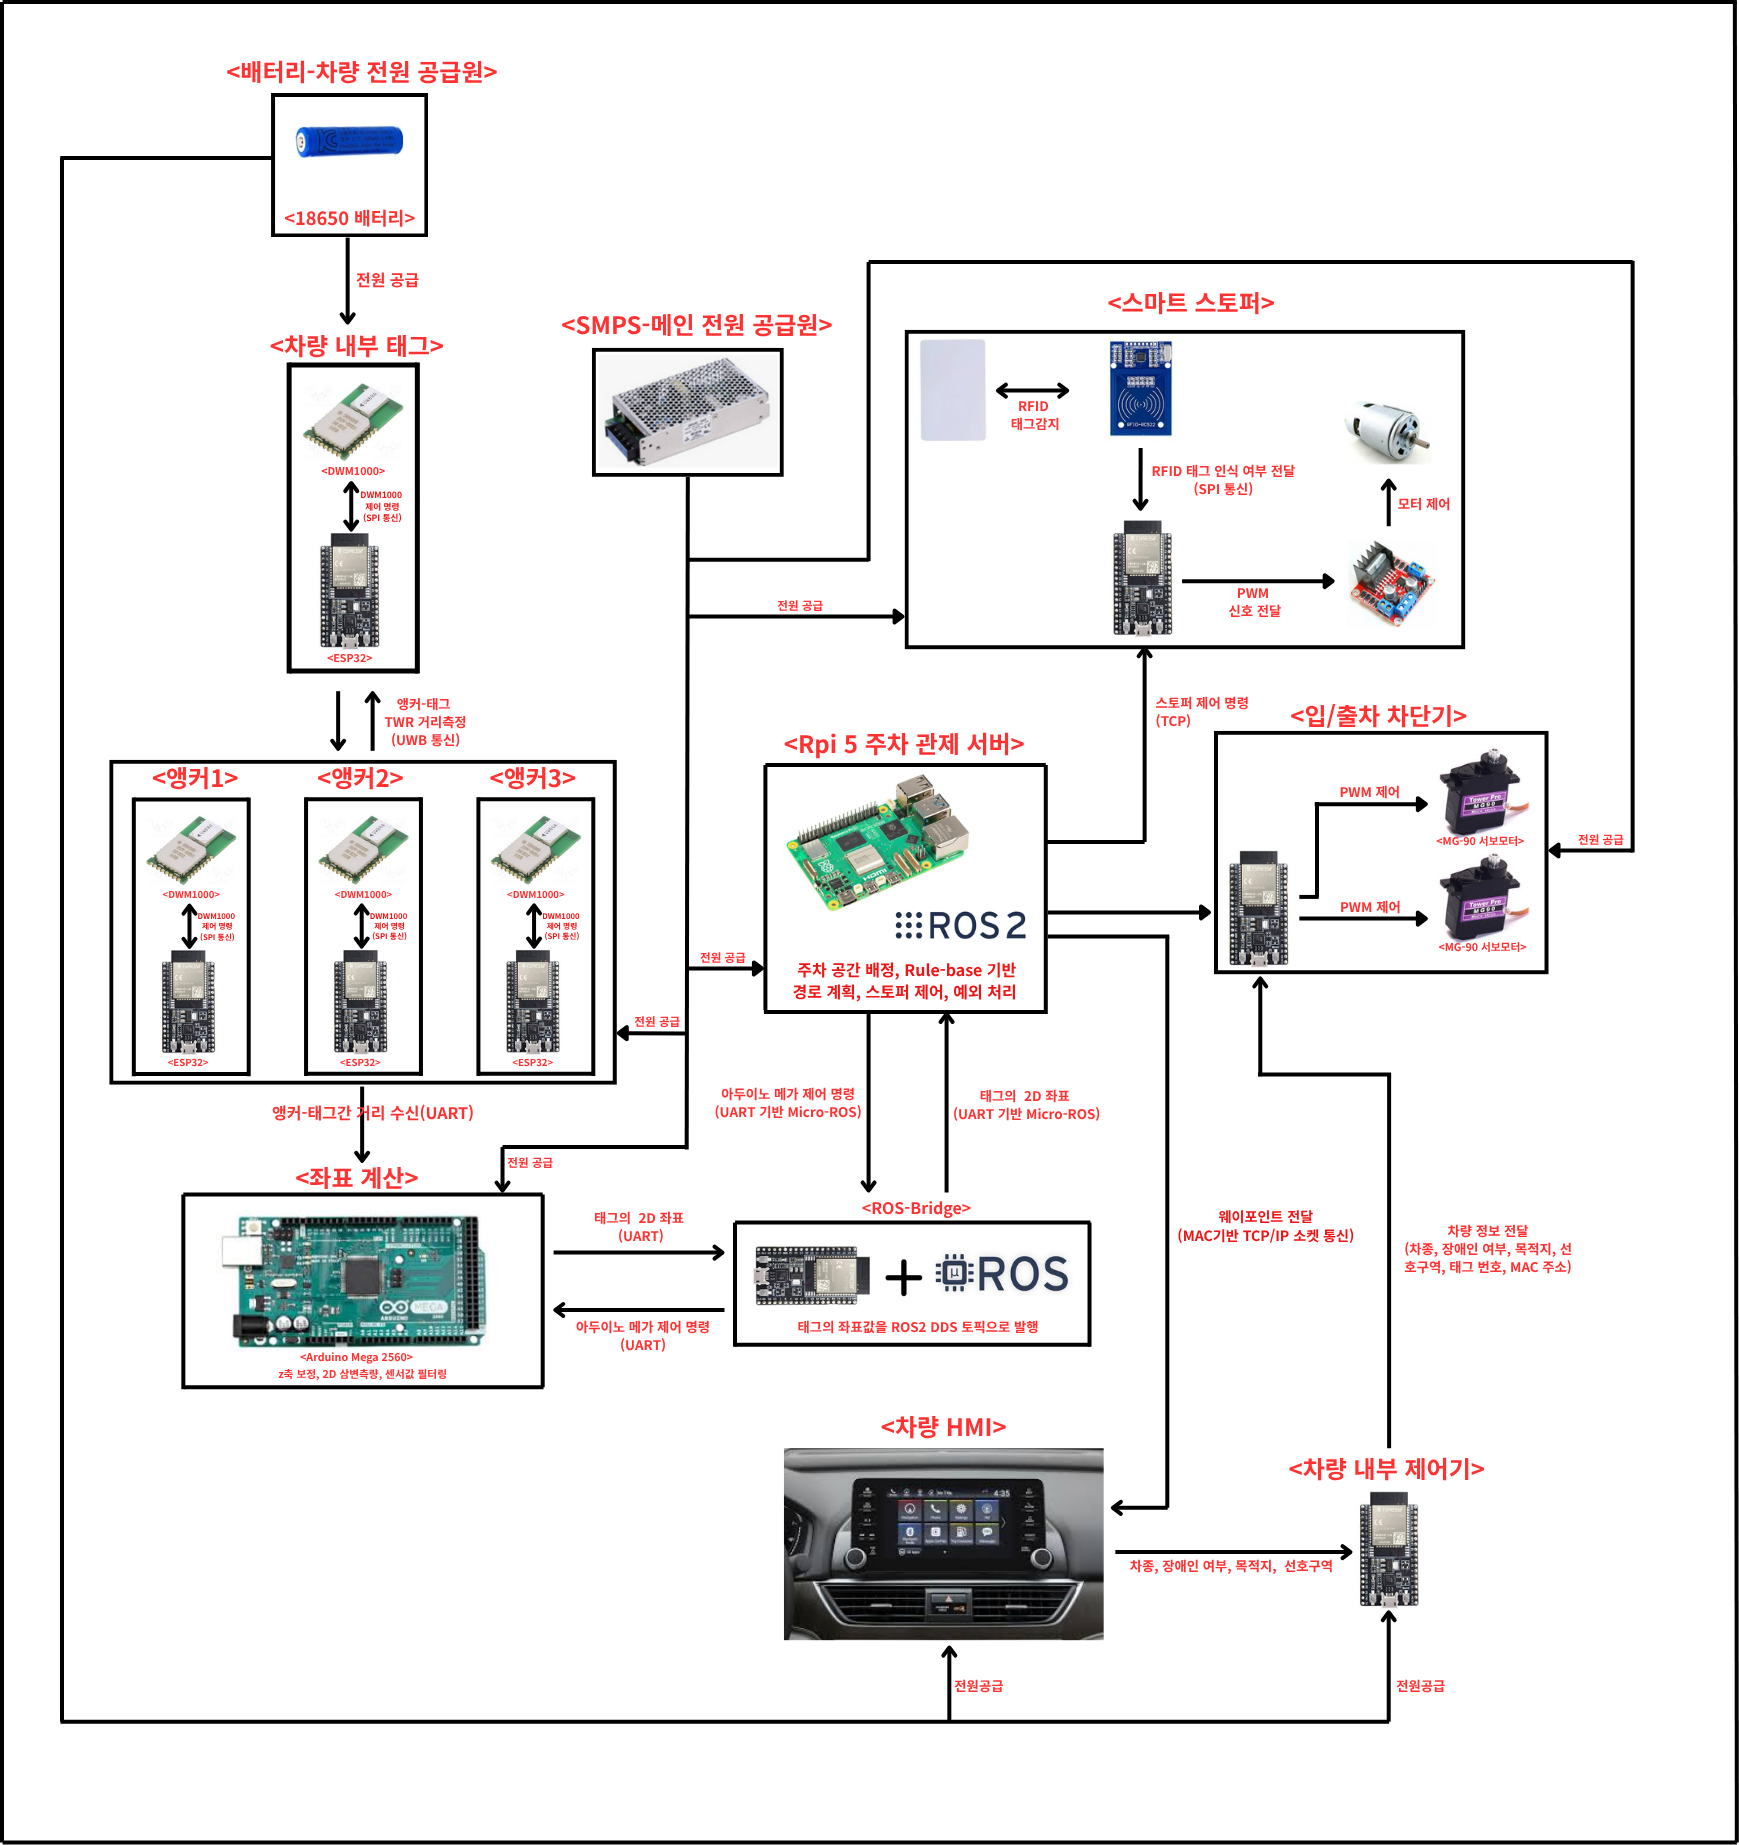 <배터리-차량 전원 공급원>
<18650 배터리>
전원 공급
<차량 내부 태그>
<DWM1000>
DWM1000
제어 명령
(SPI 통신)
<ESP32>
앵커-태그
TWR 거리측정
(UWB 통신)
<앵커1>
<앵커2>
<앵커3>
<DWM1000>
<DWM1000>
<DWM1000>
DWM1000
제어 명령
(SPI 통신)
DWM1000
제어 명령
(SPI 통신)
DWM1000
제어 명령
(SPI 통신)
<ESP32>
<ESP32>
<ESP32>
앵커-태그간 거리 수신(UART)
<좌표 계산>
<Arduino Mega 2560>
z축 보정, 2D 삼변측량, 센서값 필터링
<SMPS-메인 전원 공급원>
전원 공급
전원 공급
전원 공급
전원 공급
<스마트 스토퍼>
RFID
태그감지
RFID-RC522
RFID 태그 인식 여부 전달
(SPI 통신)
PWM
신호 전달
모터 제어
스토퍼 제어 명령
(TCP)
<Rpi 5 주차 관제 서버>
ROS 2
주차 공간 배정, Rule-base 기반
경로 계획, 스토퍼 제어, 예외 처리
<입/출차 차단기>
PWM 제어
Tower Pro
MG90
<MG-90 서보모터>
PWM 제어
Tower Pro
MG90
<MG-90 서보모터>
전원 공급
아두이노 메가 제어 명령
(UART 기반 Micro-ROS)
태그의 2D 좌표
(UART 기반 Micro-ROS)
<ROS-Bridge>
μ ROS
태그의 좌표값을 ROS2 DDS 토픽으로 발행
태그의 2D 좌표
(UART)
아두이노 메가 제어 명령
(UART)
ARDUINO
MEGA
웨이포인트 전달
(MAC기반 TCP/IP 소켓 통신)
차량 정보 전달
(차종, 장애인 여부, 목적지, 선
호구역, 태그 번호, MAC 주소)
<차량 HMI>
4:35
차종, 장애인 여부, 목적지, 선호구역
<차량 내부 제어기>
전원공급
전원공급